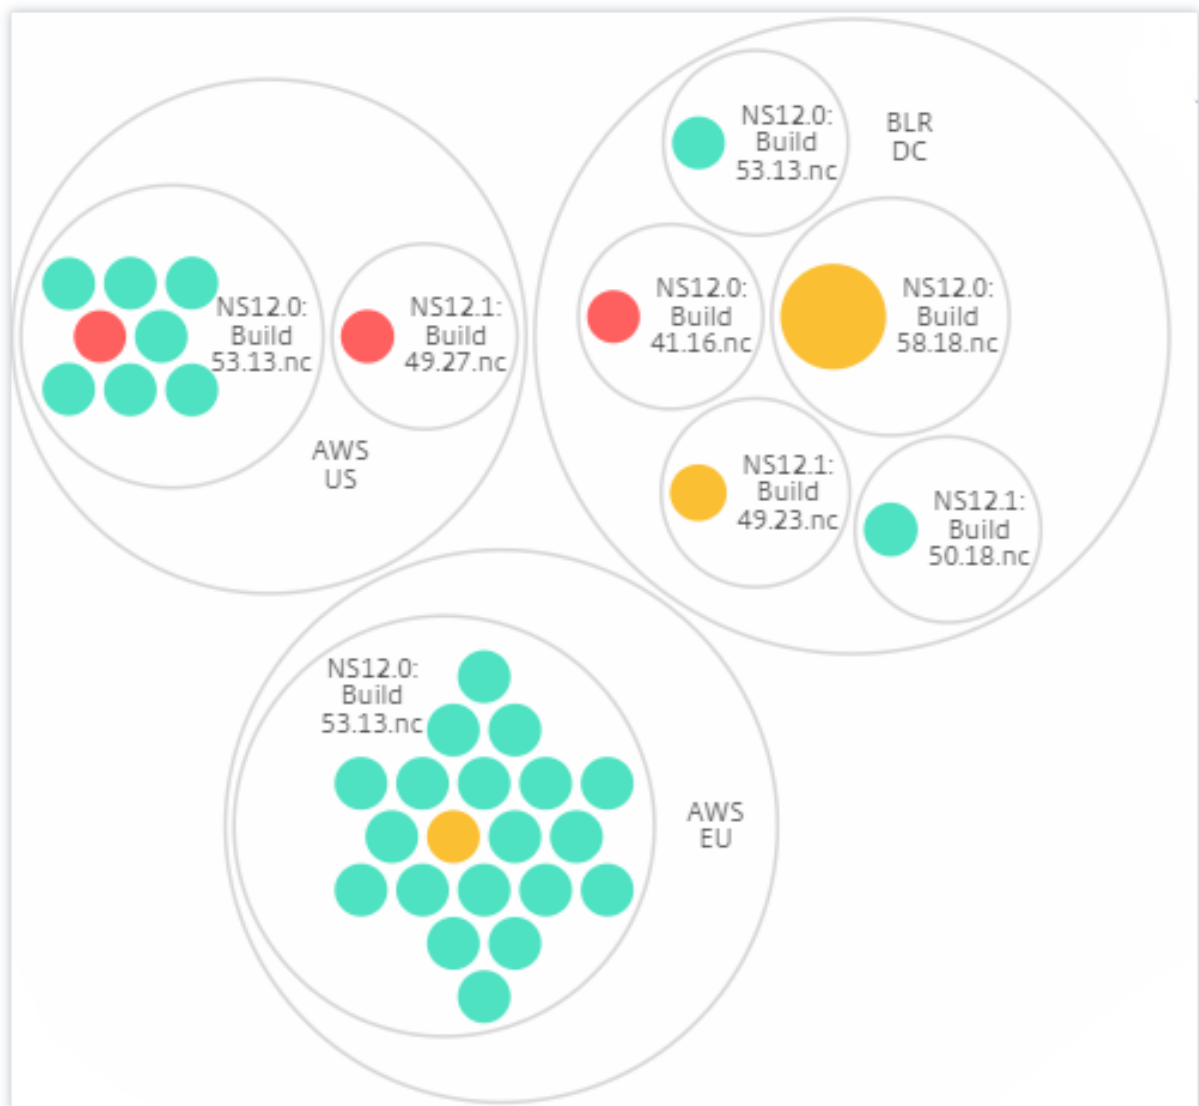 NS12.0:
Build
53.13.nc
NS12.1:
Build
49.27.nc
AWS
US
NS12.0:
Build
53.13.nc
BLR
DC
NS12.0:
Build
41.16.nc
NS12.0:
Build
58.18.nc
NS12.1:
Build
49.23.nc
NS12.1:
Build
50.18.nc
NS12.0:
Build
53.13.nc
AWS
EU